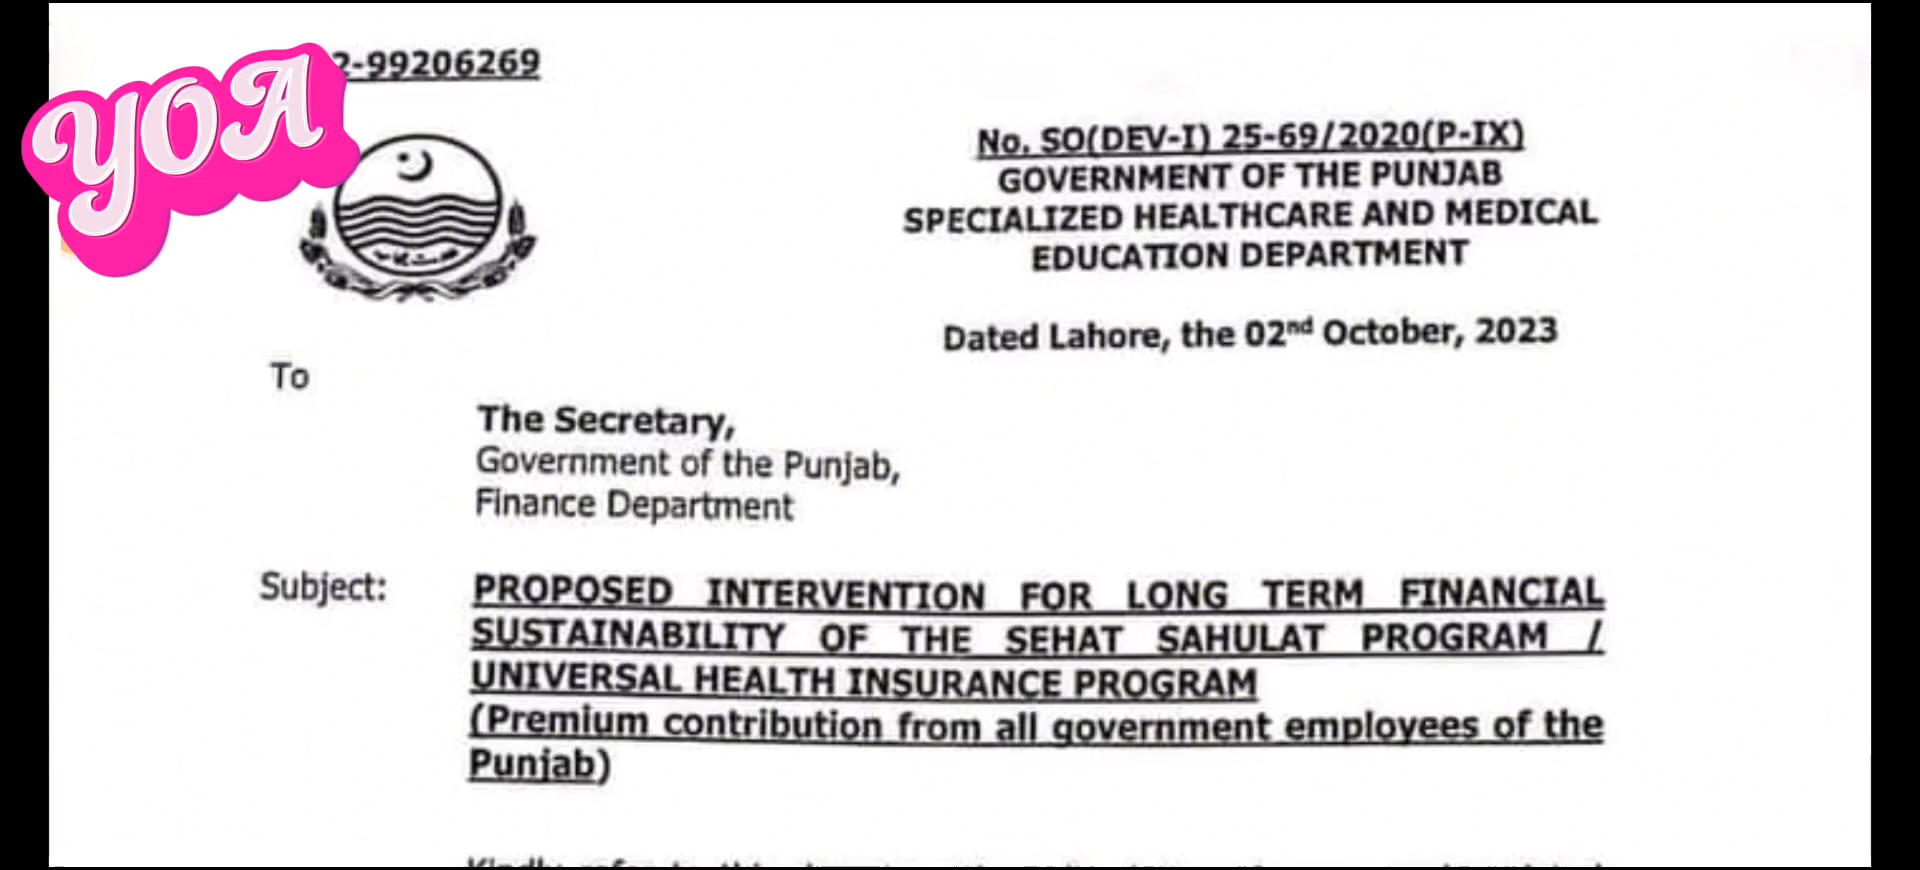 YOA
2-99206269
No. SO(DEV-I) 25-69/2020(P-IX)
GOVERNMENT OF THE PUNJAB
SPECIALIZED HEALTHCARE AND MEDICAL
EDUCATION DEPARTMENT
Dated Lahore, the 02nd October, 2023
To
The Secretary,
Government of the Punjab,
Finance Department
Subject:
PROPOSED INTERVENTION FOR LONG TERM FINANCIAL
SUSTAINABILITY OF THE SEHAT SAHULAT PROGRAM /
UNIVERSAL HEALTH INSURANCE PROGRAM
(Premium contribution from all government employees of the
Punjab)